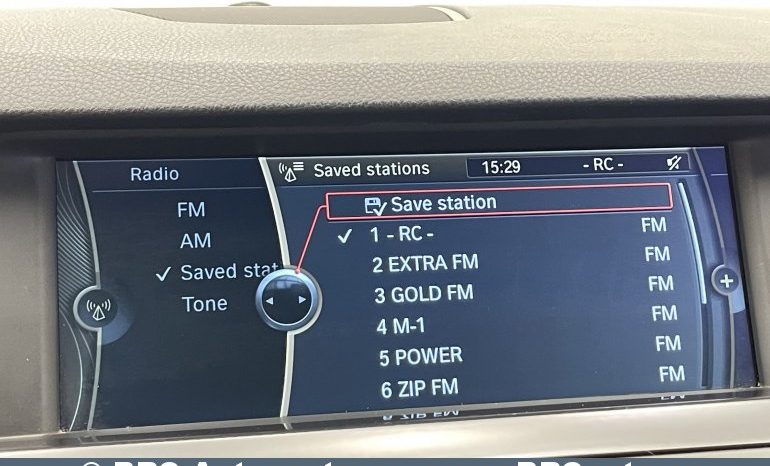 Radio
Saved stations 15:29 - RC -
FM
AM
Saved stat
Tone
Save station
1 - RC - FM
2 EXTRA FM FM
3 GOLD FM FM
4 M-1 FM
5 POWER FM
6 ZIP FM FM